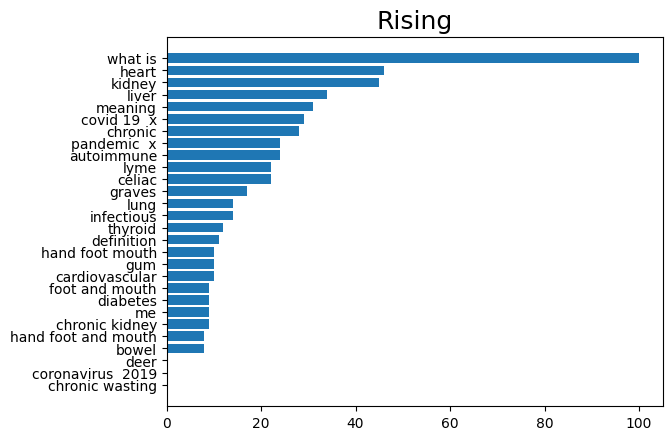 Rising
what is
heart
kidney
liver
meaning
covid 19  x
chronic
pandemic  x
autoimmune
lyme
celiac
graves
lung
infectious
thyroid
definition
hand foot mouth
gum
cardiovascular
foot and mouth
diabetes
me
chronic kidney
hand foot and mouth
bowel
deer
coronavirus  2019
chronic wasting
0 20 40 60 80 100